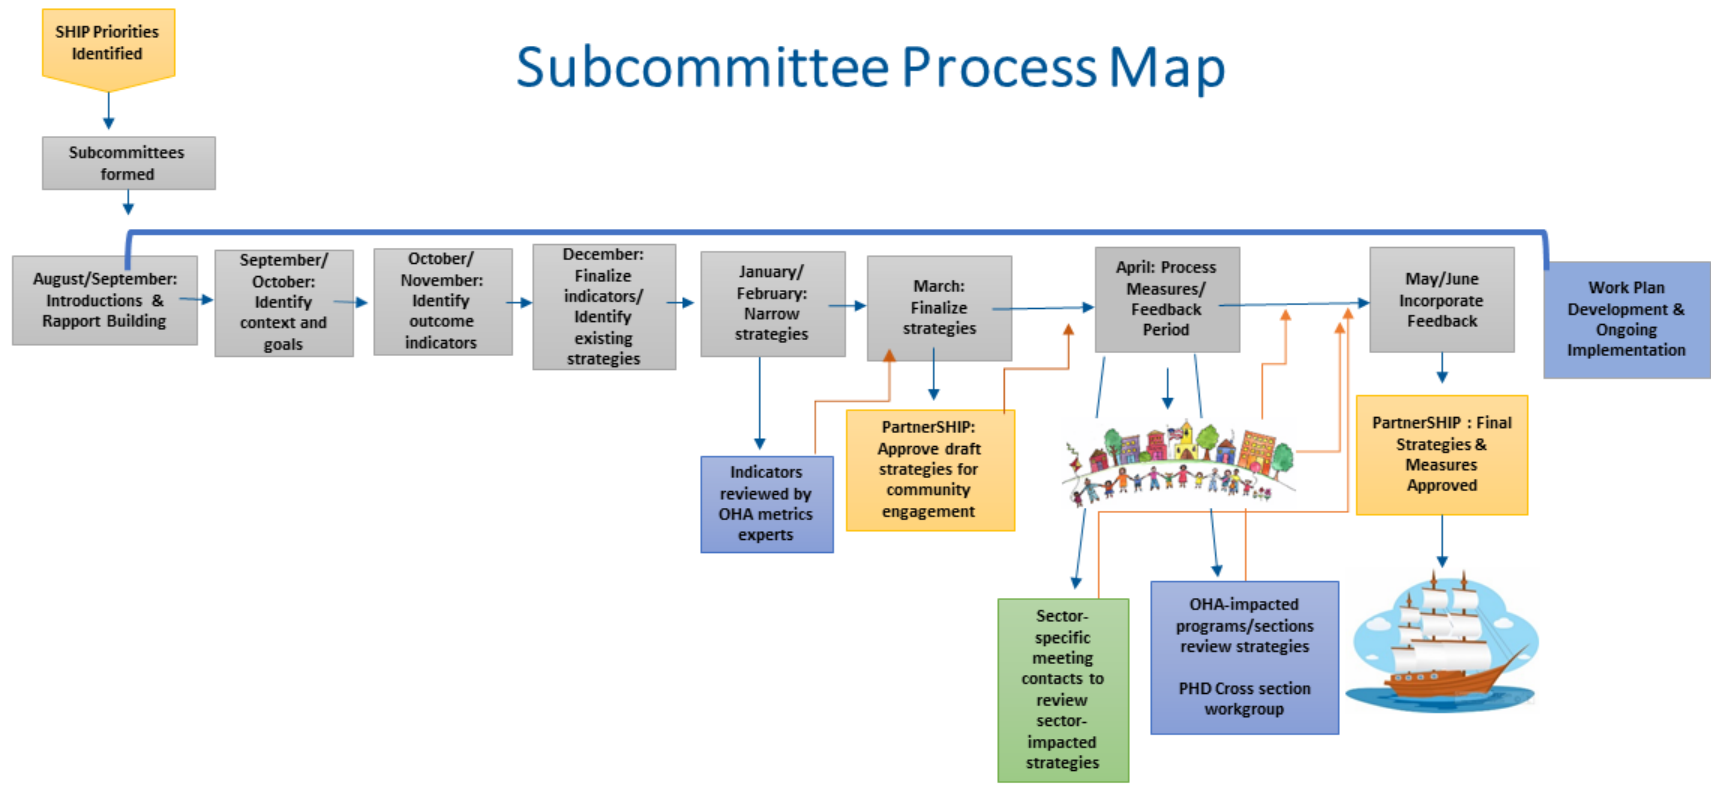 SHIP Priorities
Identified
Subcommittee Process Map
Subcommittees
formed
August/September:
Introductions &
Rapport Building
September/
October:
Identify
context and
goals
October/
November:
Identify
outcome
indicators
December:
Finalize
indicators/
Identify
existing
strategies
January/
February:
Narrow
strategies
March:
Finalize
strategies
April: Process
Measures/
Feedback
Period
May/June
Incorporate
Feedback
Work Plan
Development &
Ongoing
Implementation
Indicators
reviewed by
OHA metrics
experts
PartnerSHIP:
Approve draft
strategies for
community
engagement
PartnerSHIP : Final
Strategies &
Measures
Approved
Sector-
specific
meeting
contacts to
review
sector-
impacted
strategies
OHA-impacted
programs/sections
review strategies
PHD Cross section
workgroup